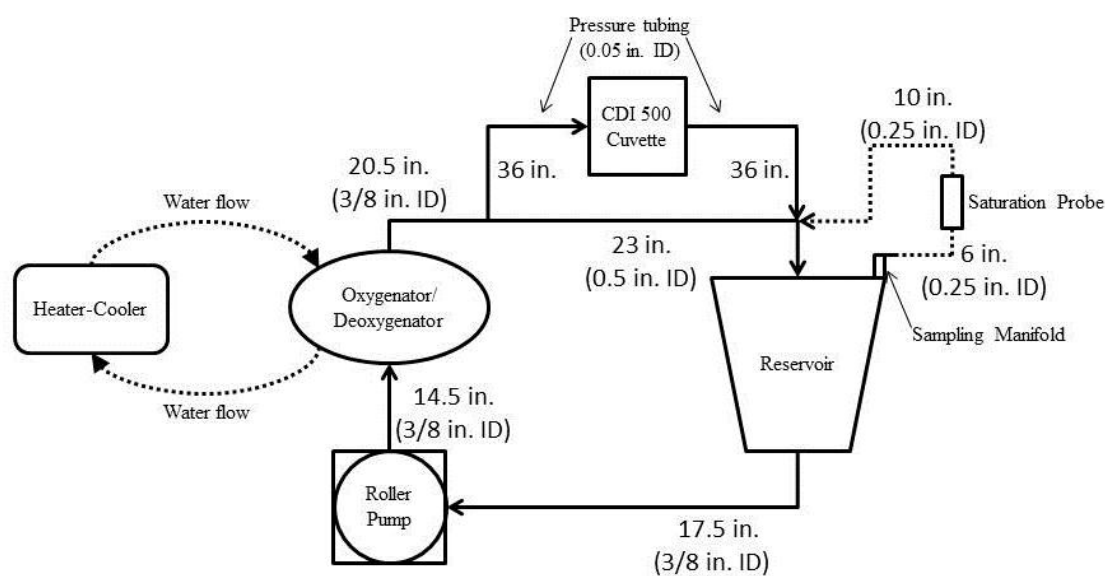 Pressure tubing
(0.05 in. ID)
CDI 500
Cuvette
10 in.
(0.25 in. ID)
20.5 in.
(3/8 in. ID)
36 in.
36 in.
Water flow
Saturation Probe
23 in.
(0.5 in. ID)
6 in.
(0.25 in. ID)
Heater-Cooler
Oxygenator/
Deoxygenator
Sampling Manifold
Reservoir
Water flow
14.5 in.
(3/8 in. ID)
Roller
Pump
17.5 in.
(3/8 in. ID)